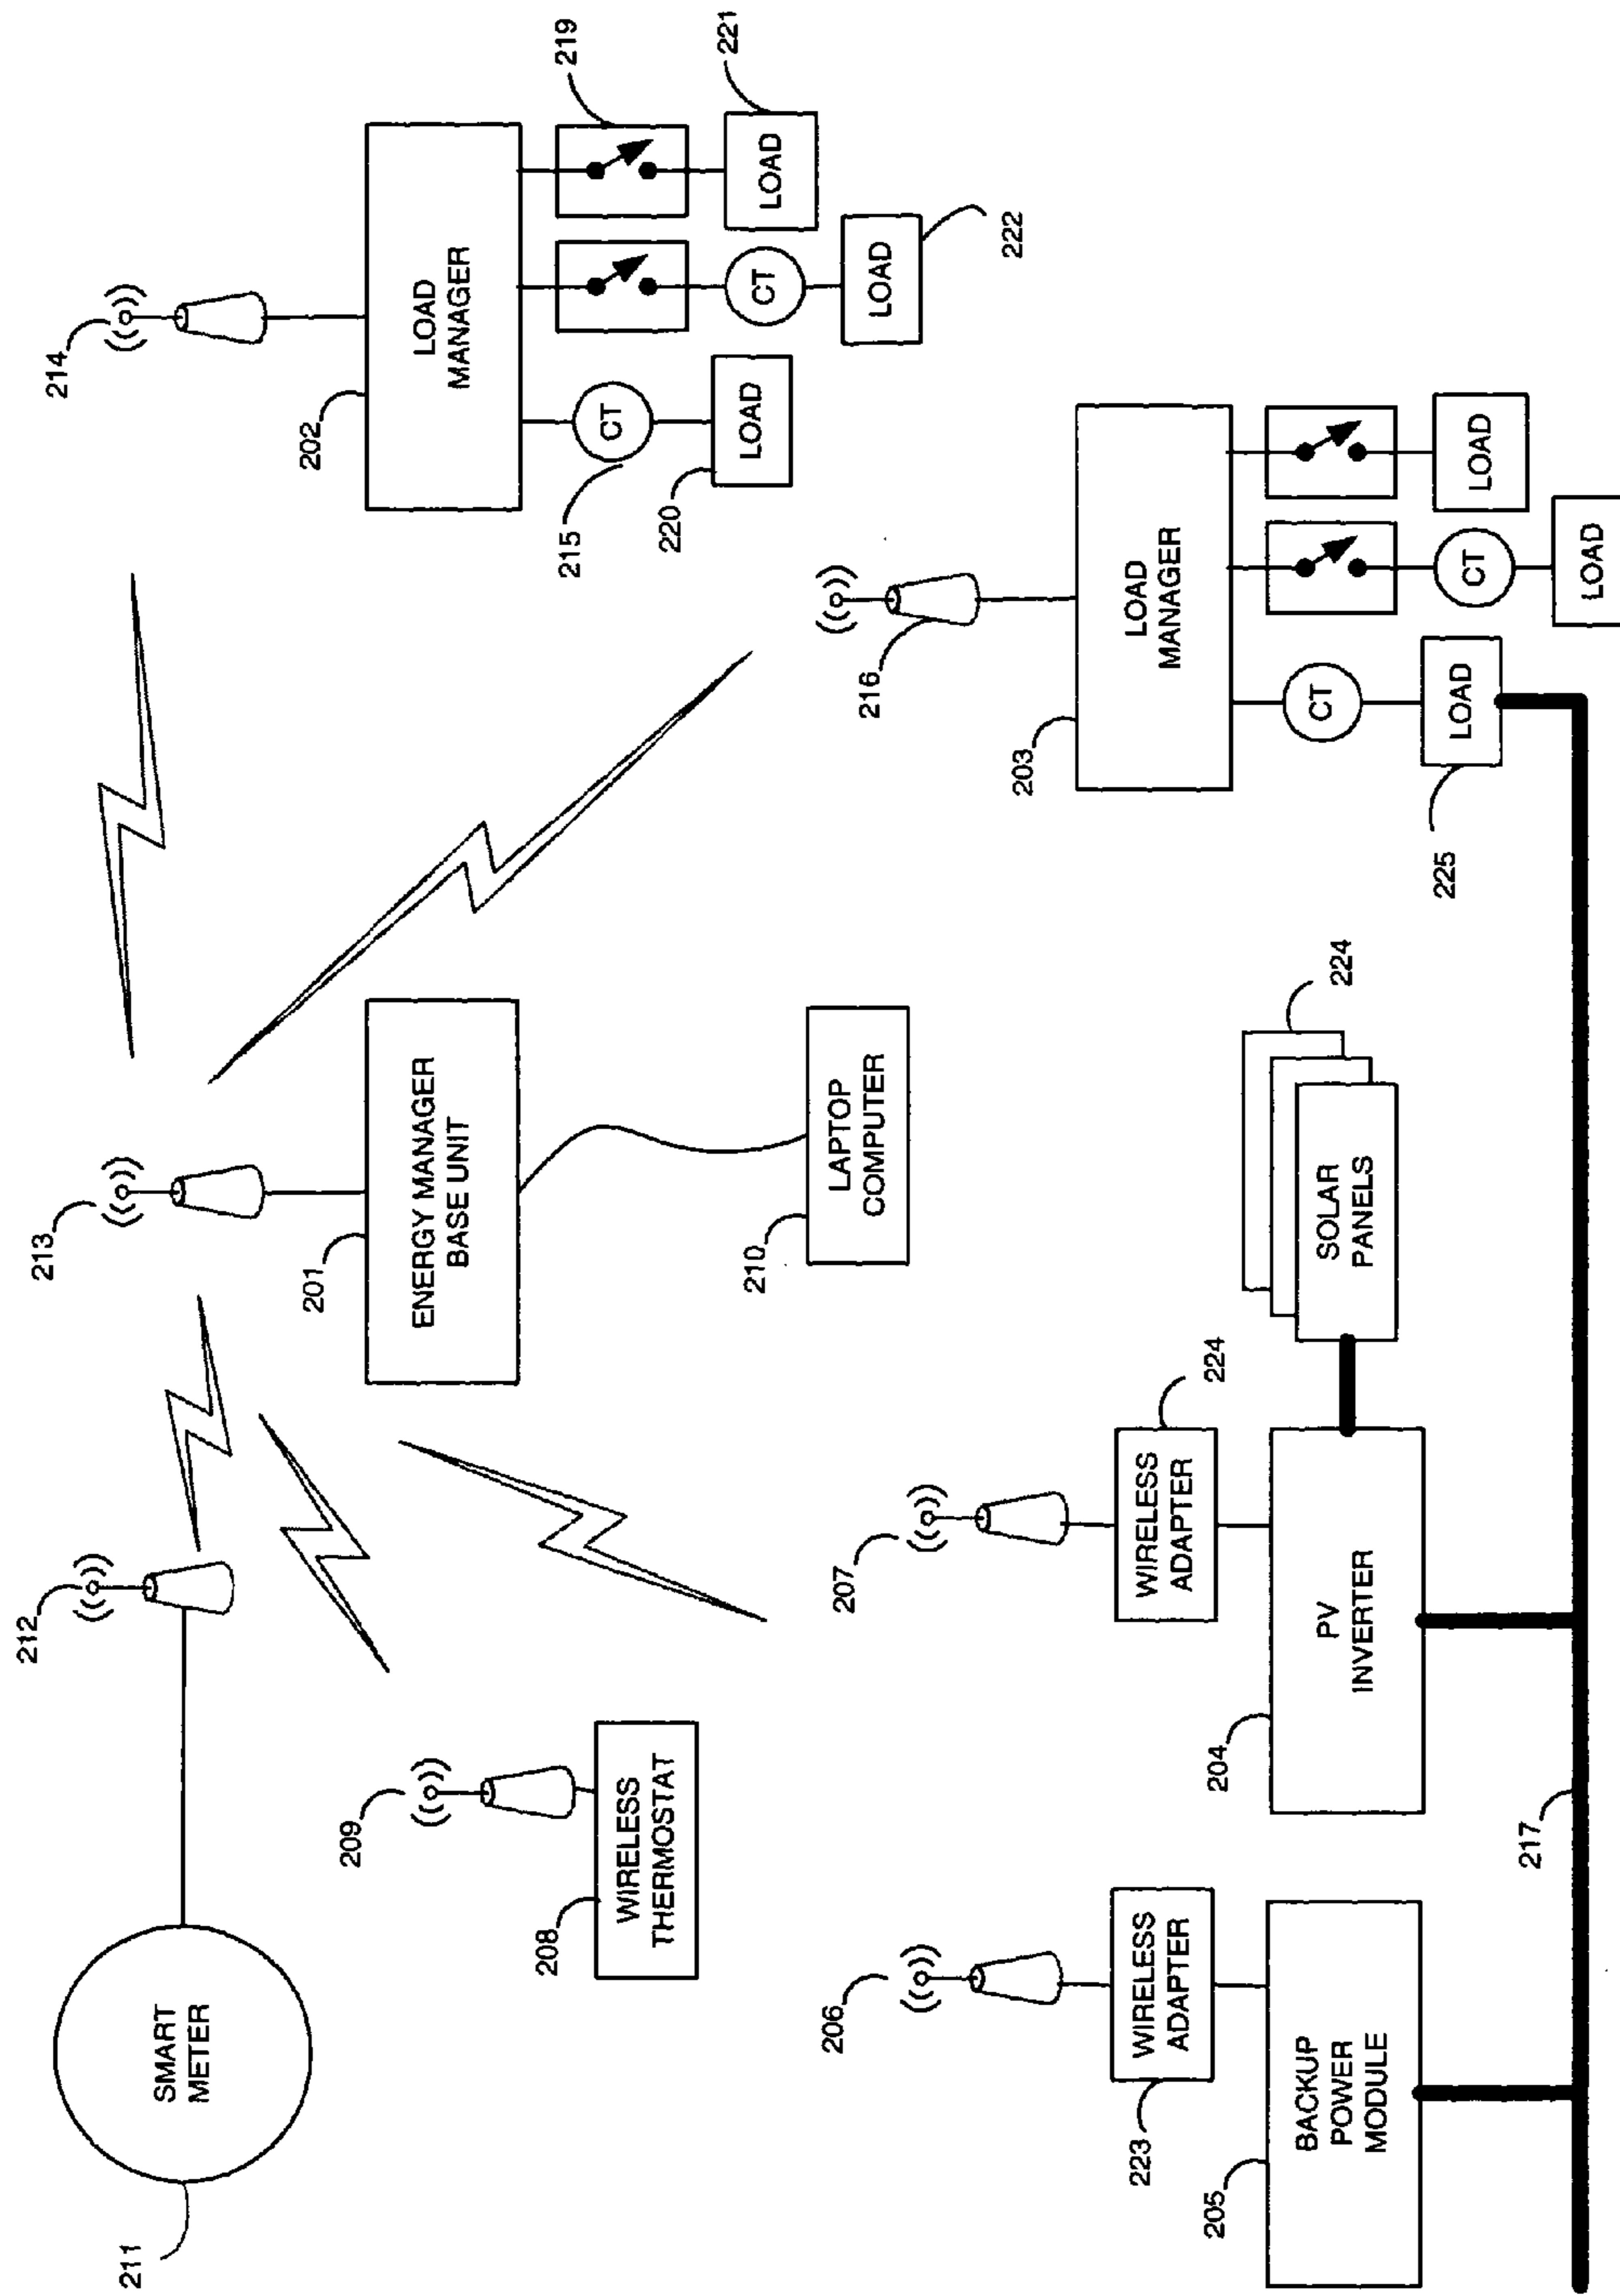 211
SMART
METER
212
213
214
209
208
WIRELESS
THERMOSTAT
201
ENERGY MANAGER
BASE UNIT
210
LAPTOP
COMPUTER
202
LOAD
MANAGER
215
CT
220
LOAD
CT
LOAD
222
219
LOAD
221
206
223
WIRELESS
ADAPTER
205
BACKUP
POWER
MODULE
207
WIRELESS
ADAPTER
224
204
PV
INVERTER
SOLAR
PANELS
224
217
216
203
LOAD
MANAGER
CT
LOAD
225
CT
LOAD
LOAD